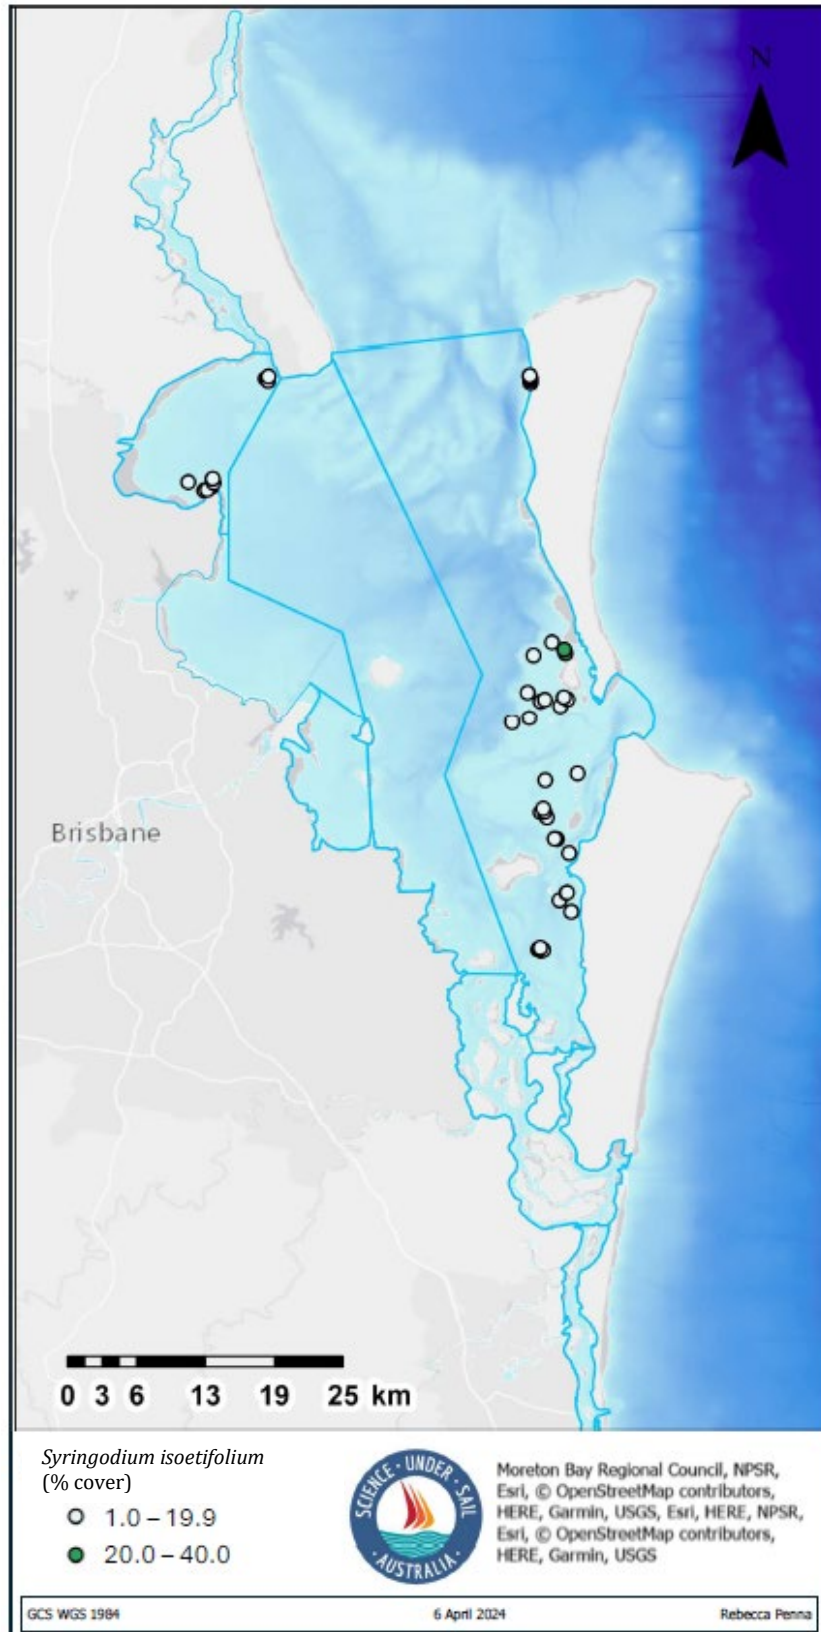 N
Brisbane
0 3 6 13 19 25 km
Syringodium isoetifolium
(% cover)
1.0 – 19.9
20.0 – 40.0
SCIENCE · UNDER · SAIL
· AUSTRALIA ·
Moreton Bay Regional Council, NPSR,
Esri, © OpenStreetMap contributors,
HERE, Garmin, USGS, Esri, HERE, NPSR,
Esri, © OpenStreetMap contributors,
HERE, Garmin, USGS
GCS WGS 1984 6 April 2024 Rebecca Penna